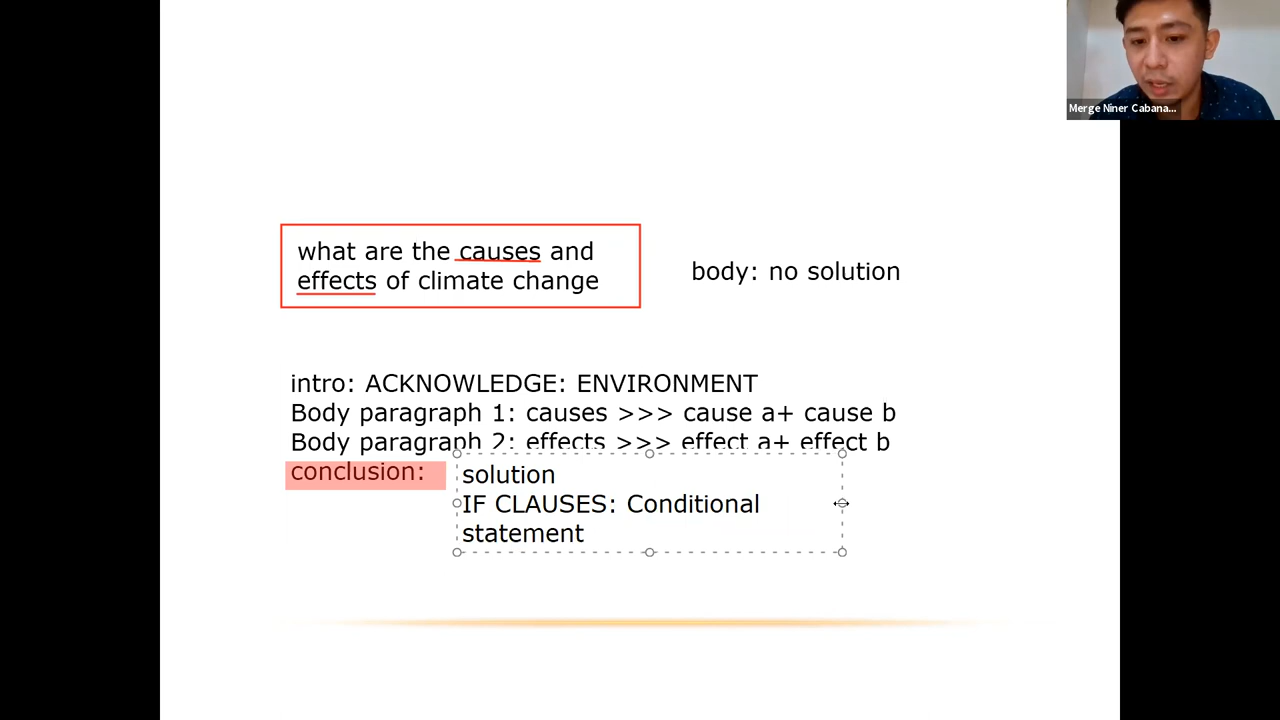 Merge Niner Cabana...
what are the causes and
effects of climate change
body: no solution
intro: ACKNOWLEDGE: ENVIRONMENT
Body paragraph 1: causes >>> cause a+ cause b
Body paragraph 2: effects >>> effect a+ effect b
conclusion:
solution
IF CLAUSES: Conditional
statement